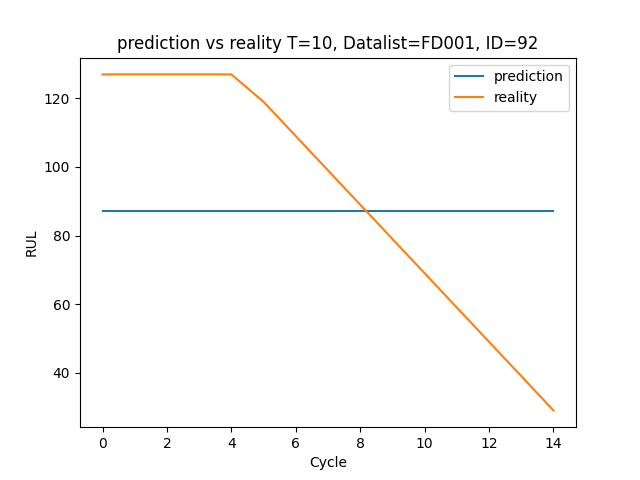 prediction vs reality T=10, Datalist=FD001, ID=92
prediction
reality
RUL
120
100
80
60
40
0 2 4 6 8 10 12 14
Cycle